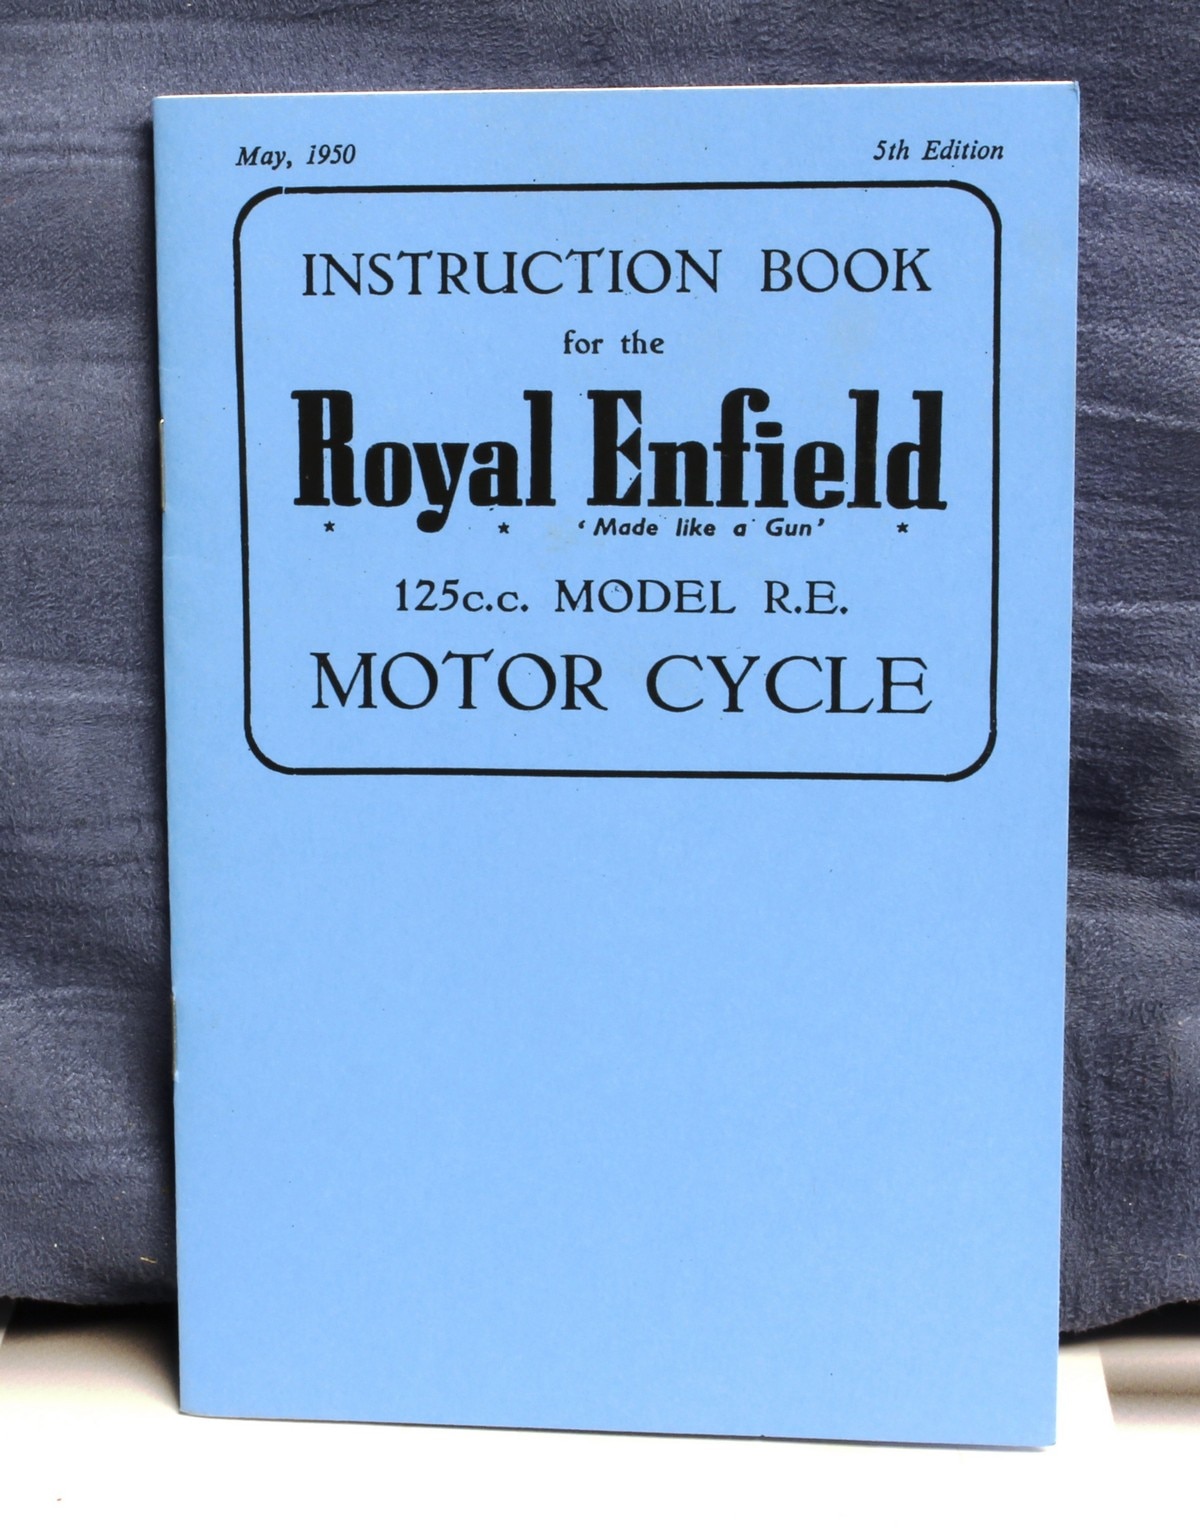 May, 1950 5th Edition
INSTRUCTION BOOK
for the
Royal Enfield
* * ‘Made like a Gun’ *
125c.c. MODEL R.E.
MOTOR CYCLE